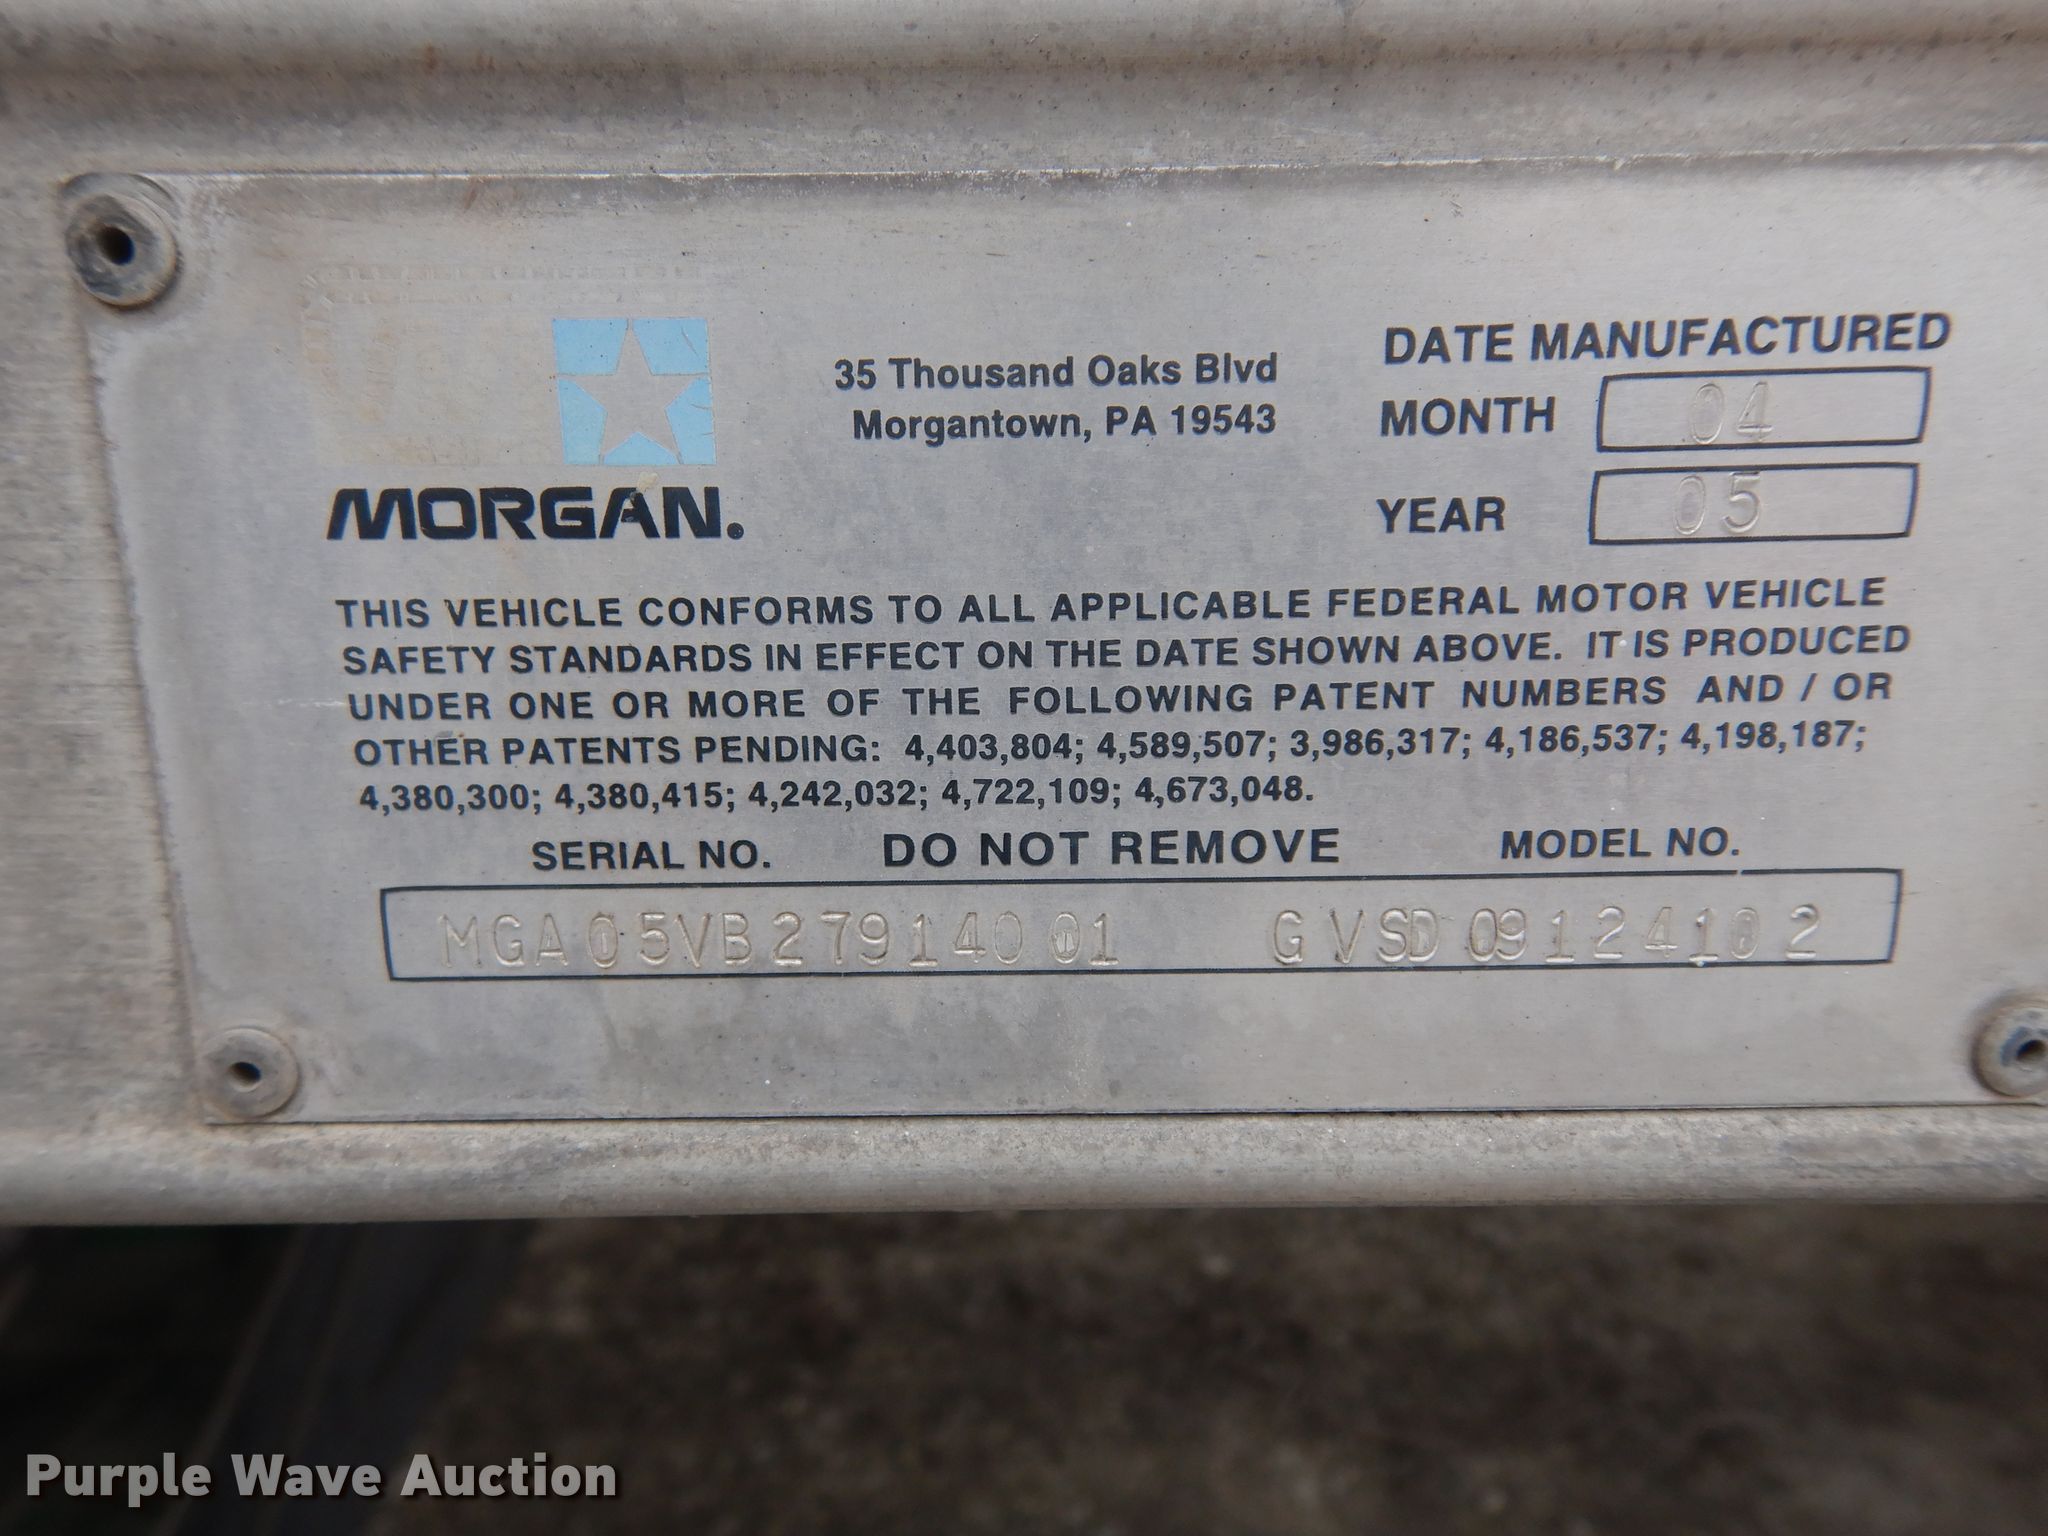 35 Thousand Oaks Blvd
Morgantown, PA 19543
DATE MANUFACTURED
MONTH 04
YEAR 05
MORGAN.
THIS VEHICLE CONFORMS TO ALL APPLICABLE FEDERAL MOTOR VEHICLE
SAFETY STANDARDS IN EFFECT ON THE DATE SHOWN ABOVE. IT IS PRODUCED
UNDER ONE OR MORE OF THE FOLLOWING PATENT NUMBERS AND / OR
OTHER PATENTS PENDING: 4,403,804; 4,589,507; 3,986,317; 4,186,537; 4,198,187;
4,380,300; 4,380,415; 4,242,032; 4,722,109; 4,673,048.
SERIAL NO. DO NOT REMOVE MODEL NO.
MGA05VB27914001 GVSD09124102
Purple Wave Auction